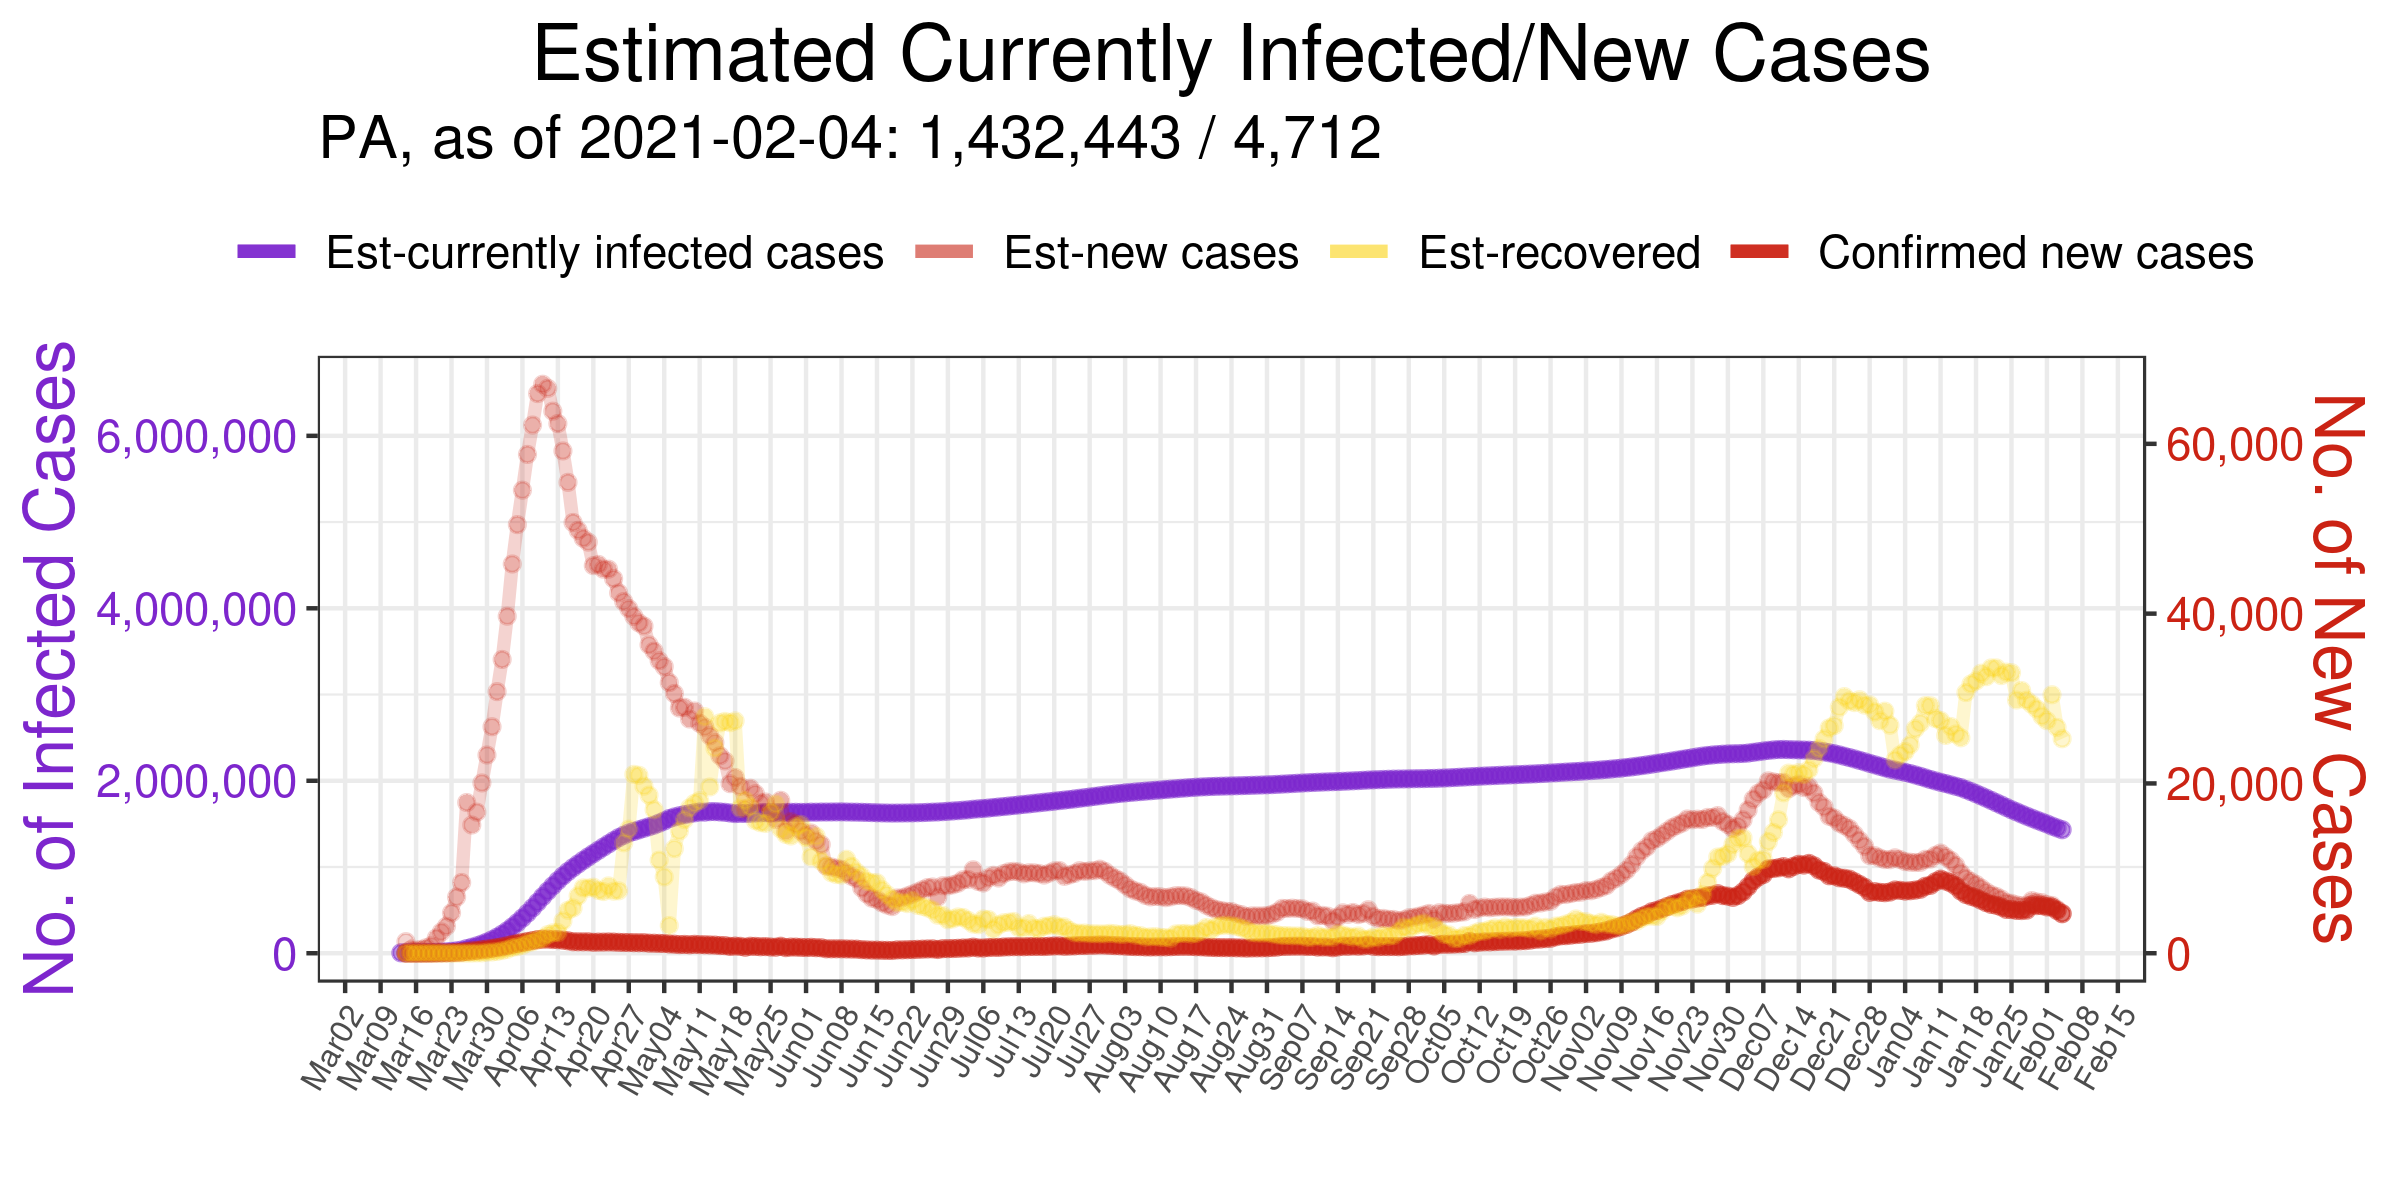 Estimated Currently Infected/New Cases
PA, as of 2021-02-04: 1,432,443 / 4,712
Est-currently infected cases Est-new cases Est-recovered Confirmed new cases
No. of Infected Cases
6,000,000
4,000,000
2,000,000
0
60,000
40,000
20,000
0
No. of New Cases
Mar02 Mar09 Mar16 Mar23 Mar30 Apr06 Apr13 Apr20 Apr27 May04 May11 May18 May25 Jun01 Jun08 Jun15 Jun22 Jun29 Jul06 Jul13 Jul20 Jul27 Aug03 Aug10 Aug17 Aug24 Aug31 Sep07 Sep14 Sep21 Sep28 Oct05 Oct12 Oct19 Oct26 Nov02 Nov09 Nov16 Nov23 Nov30 Dec07 Dec14 Dec21 Dec28 Jan04 Jan11 Jan18 Jan25 Feb01 Feb08 Feb15